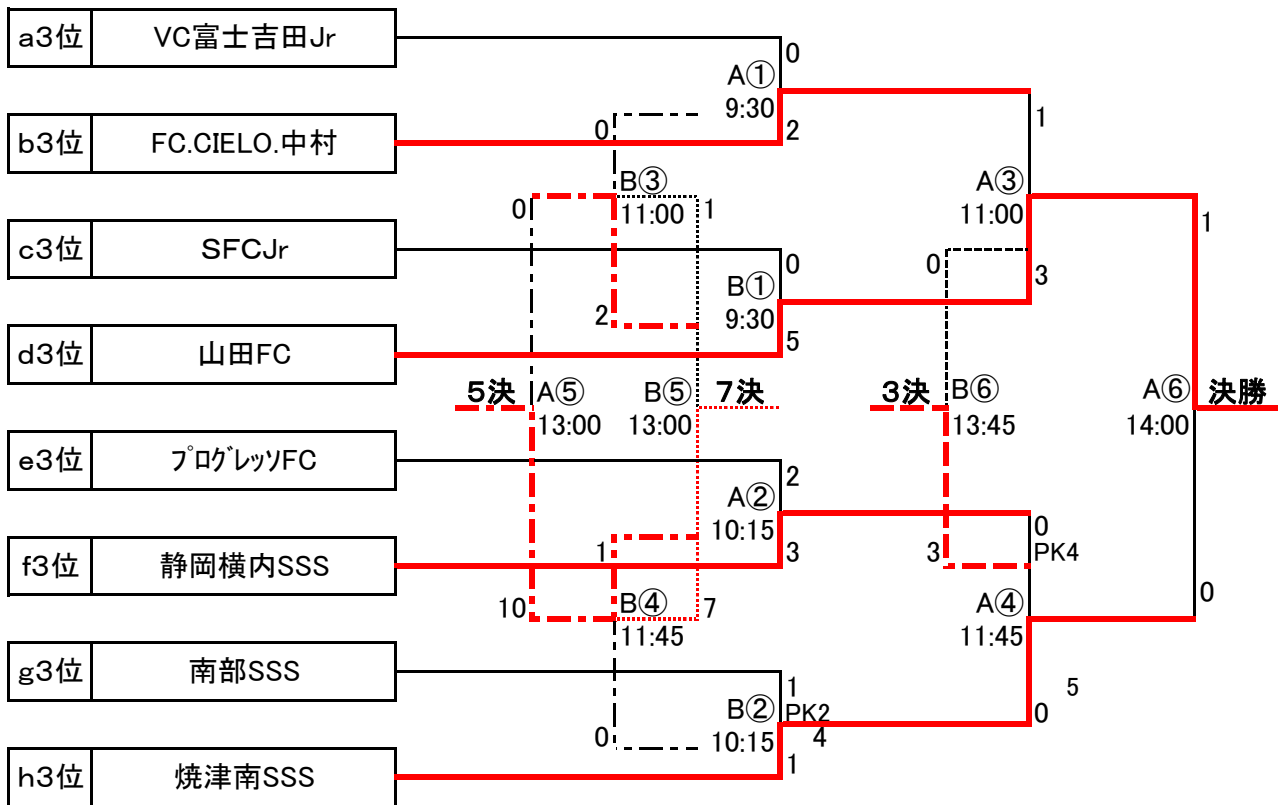 a3位 VC富士吉田Jr
0
A①
9:30
b3位 FC.CIELO.中村
0
2
1
B③
11:00
0
1
A③
11:00
1
c3位 SFCJr
0
0
3
B①
9:30
2
5
d3位 山田FC
5決 A⑤
13:00
B⑤ 7決
13:00
3決 B⑥
13:45
A⑥ 決勝
14:00
e3位 プログレッソFC
2
A②
10:15
0
PK4
1
3
3
f3位 静岡横内SSS
10
B④
11:45
7
A④
11:45
0
g3位 南部SSS
1
PK2
5
B②
10:15
4
0
0
1
h3位 焼津南SSS